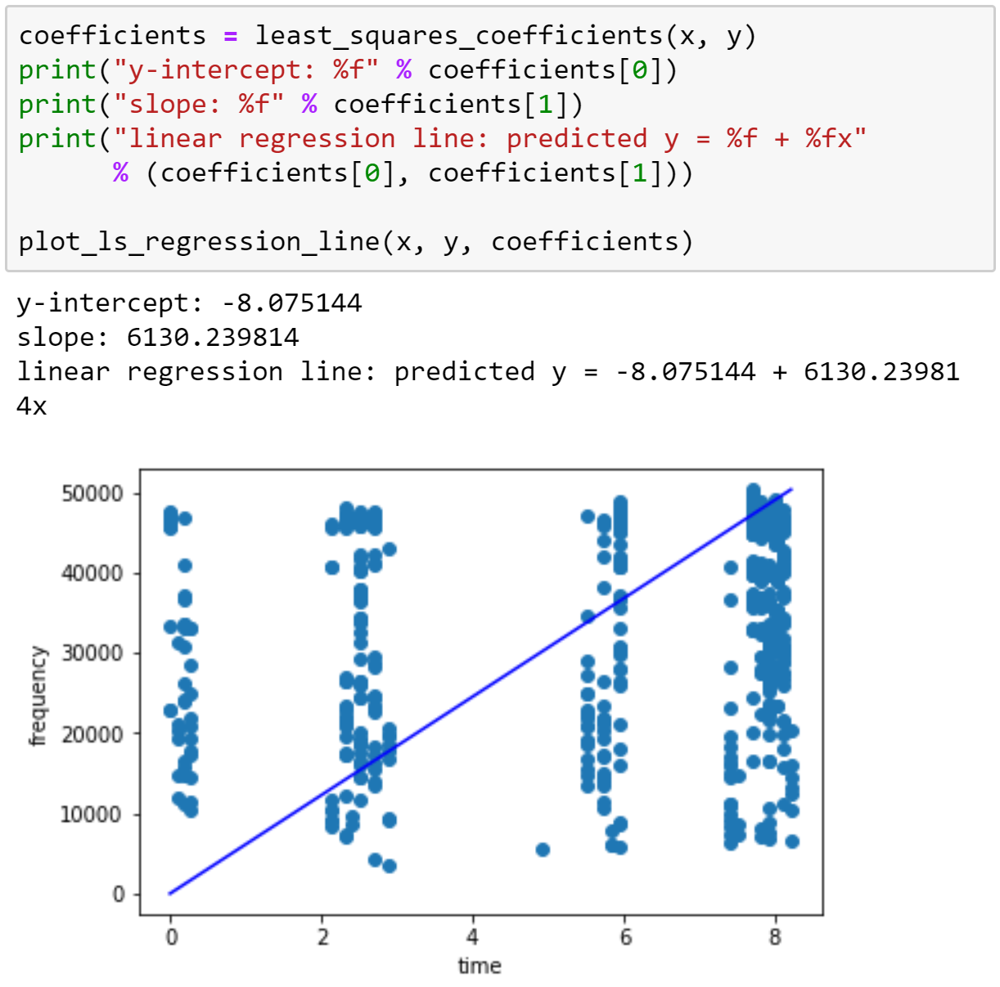 coefficients = least_squares_coefficients(x, y)
print("y-intercept: %f" % coefficients[0])
print("slope: %f" % coefficients[1])
print("linear regression line: predicted y = %f + %fx"
      % (coefficients[0], coefficients[1]))
plot_ls_regression_line(x, y, coefficients)
y-intercept: -8.075144
slope: 6130.239814
linear regression line: predicted y = -8.075144 + 6130.23981
4x
50000
40000
30000
20000
10000
0
frequency
0 2 4 6 8
time